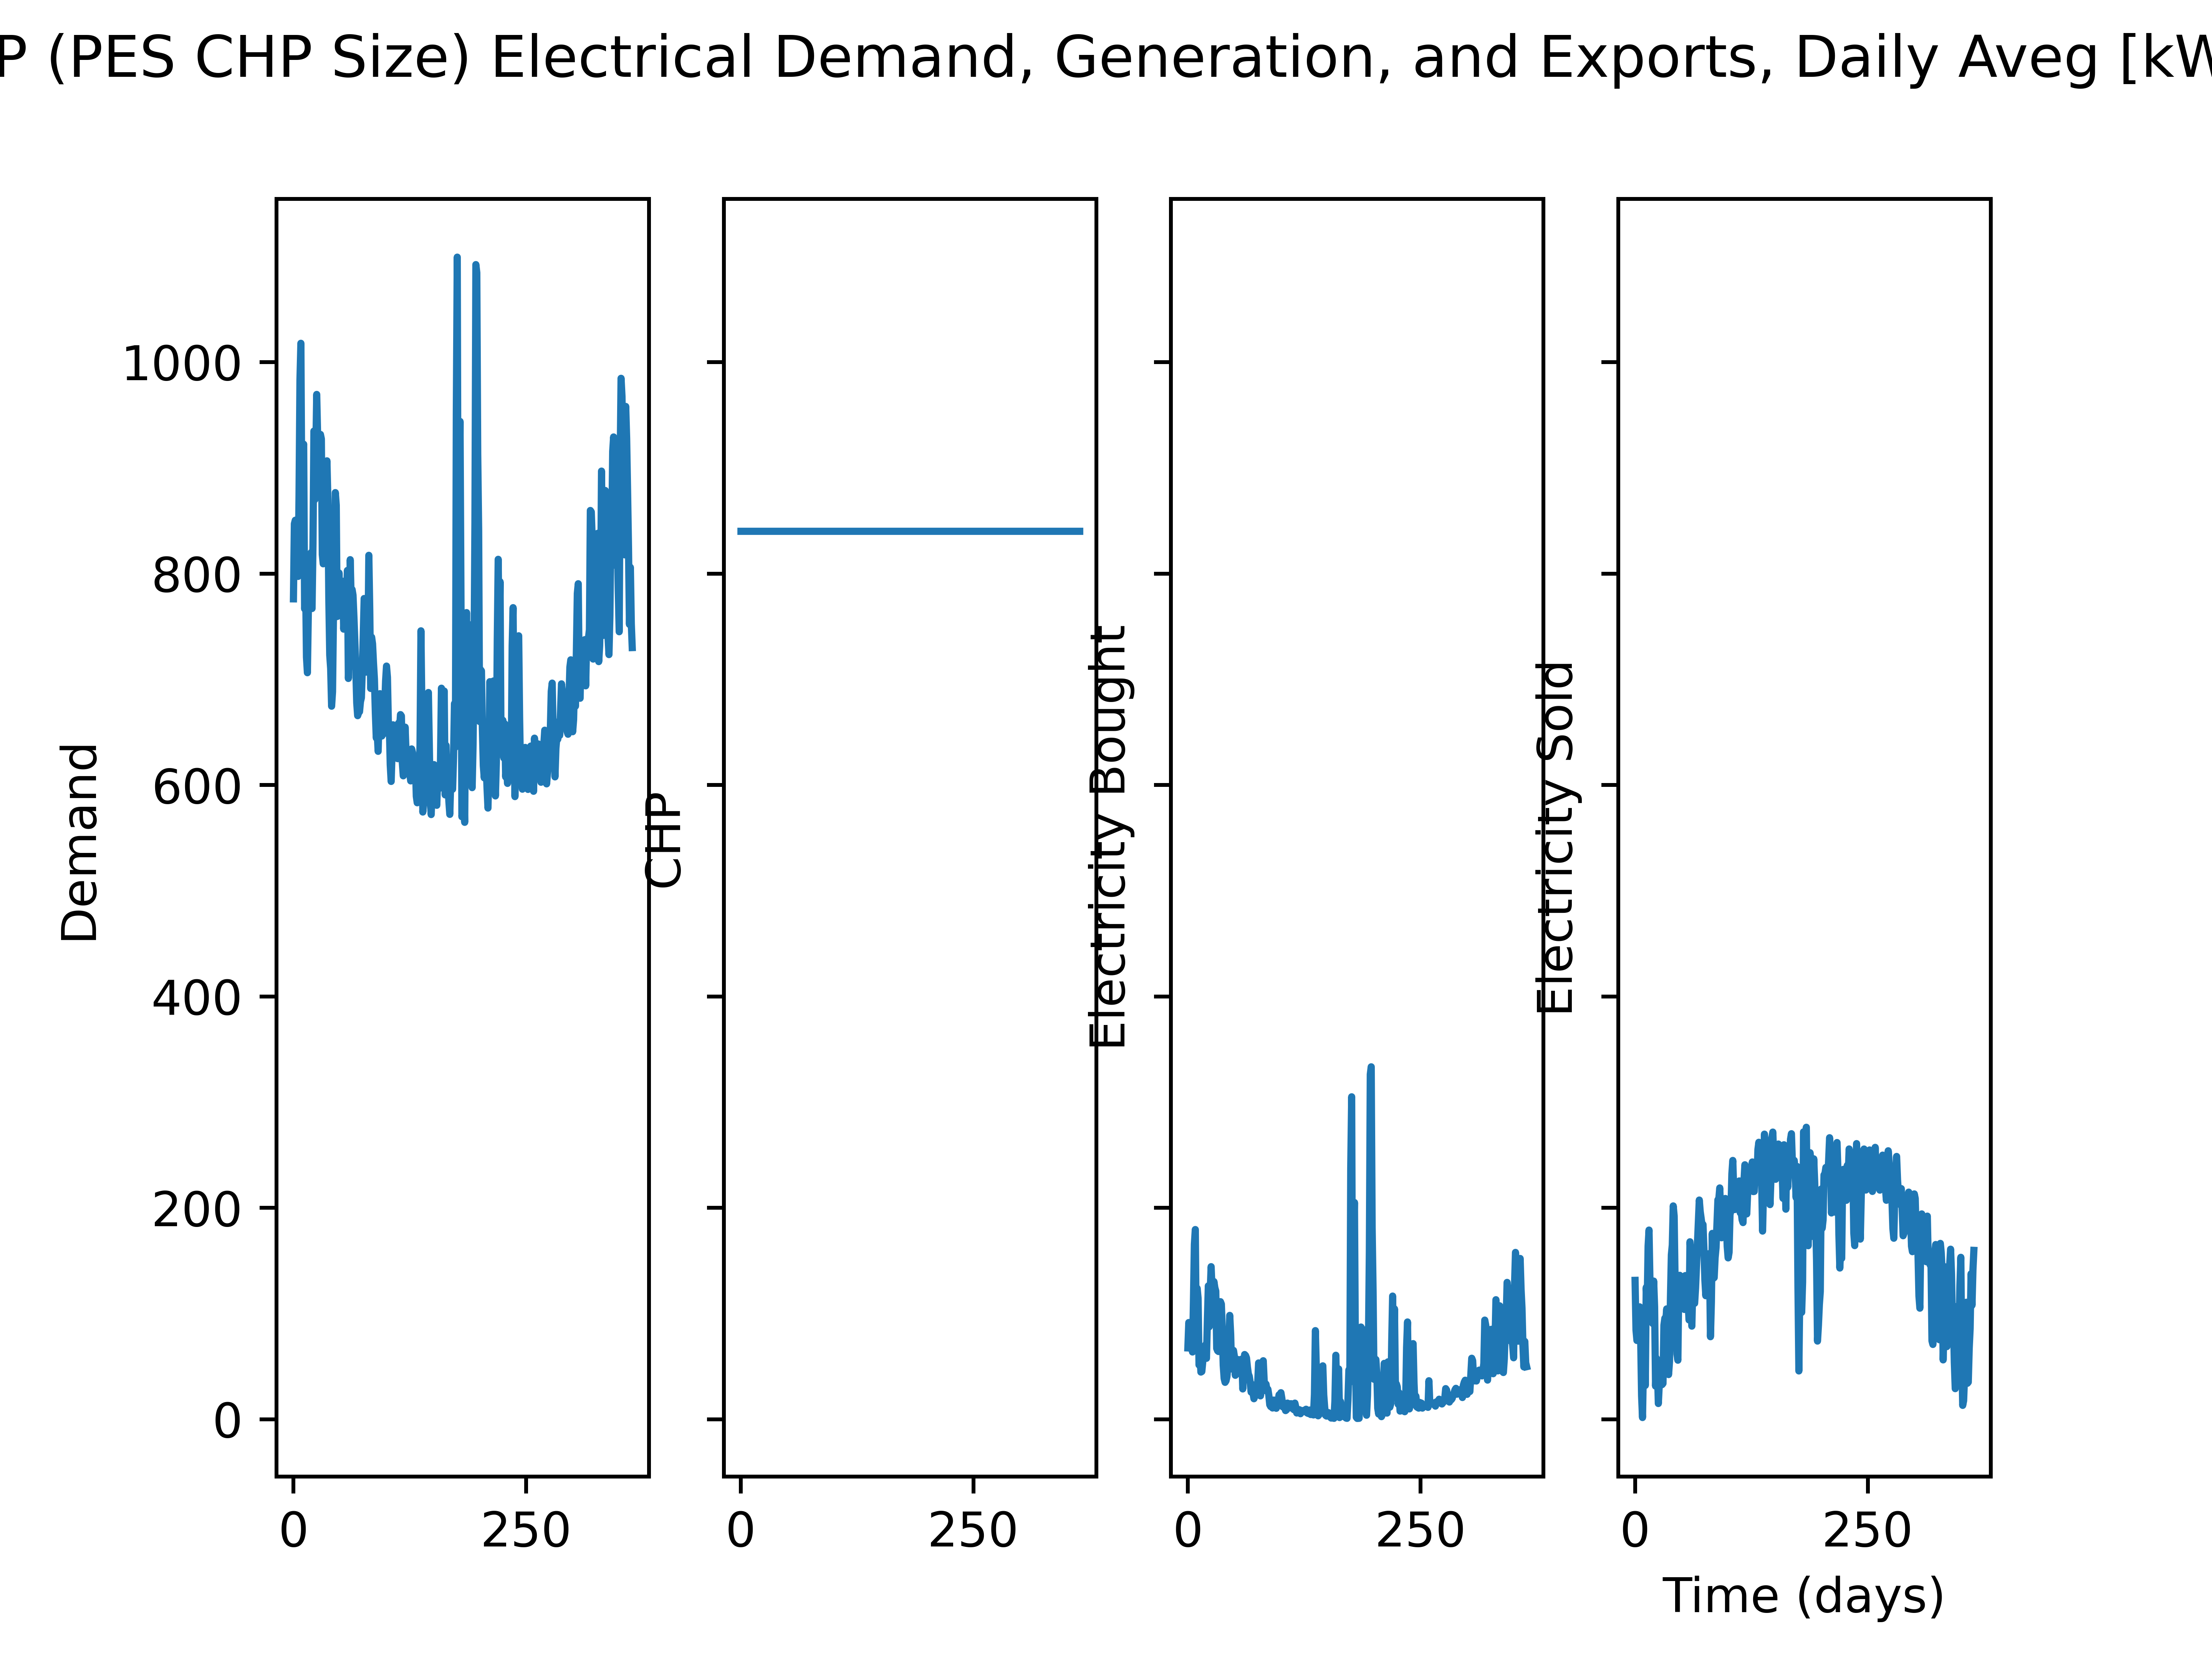 P (PES CHP Size) Electrical Demand, Generation, and Exports, Daily Aveg [kW
Demand
1000
800
600
400
200
0
0 250
CHP
0 250
Electricity Bought
0 250
Electricity Sold
0 250
Time (days)